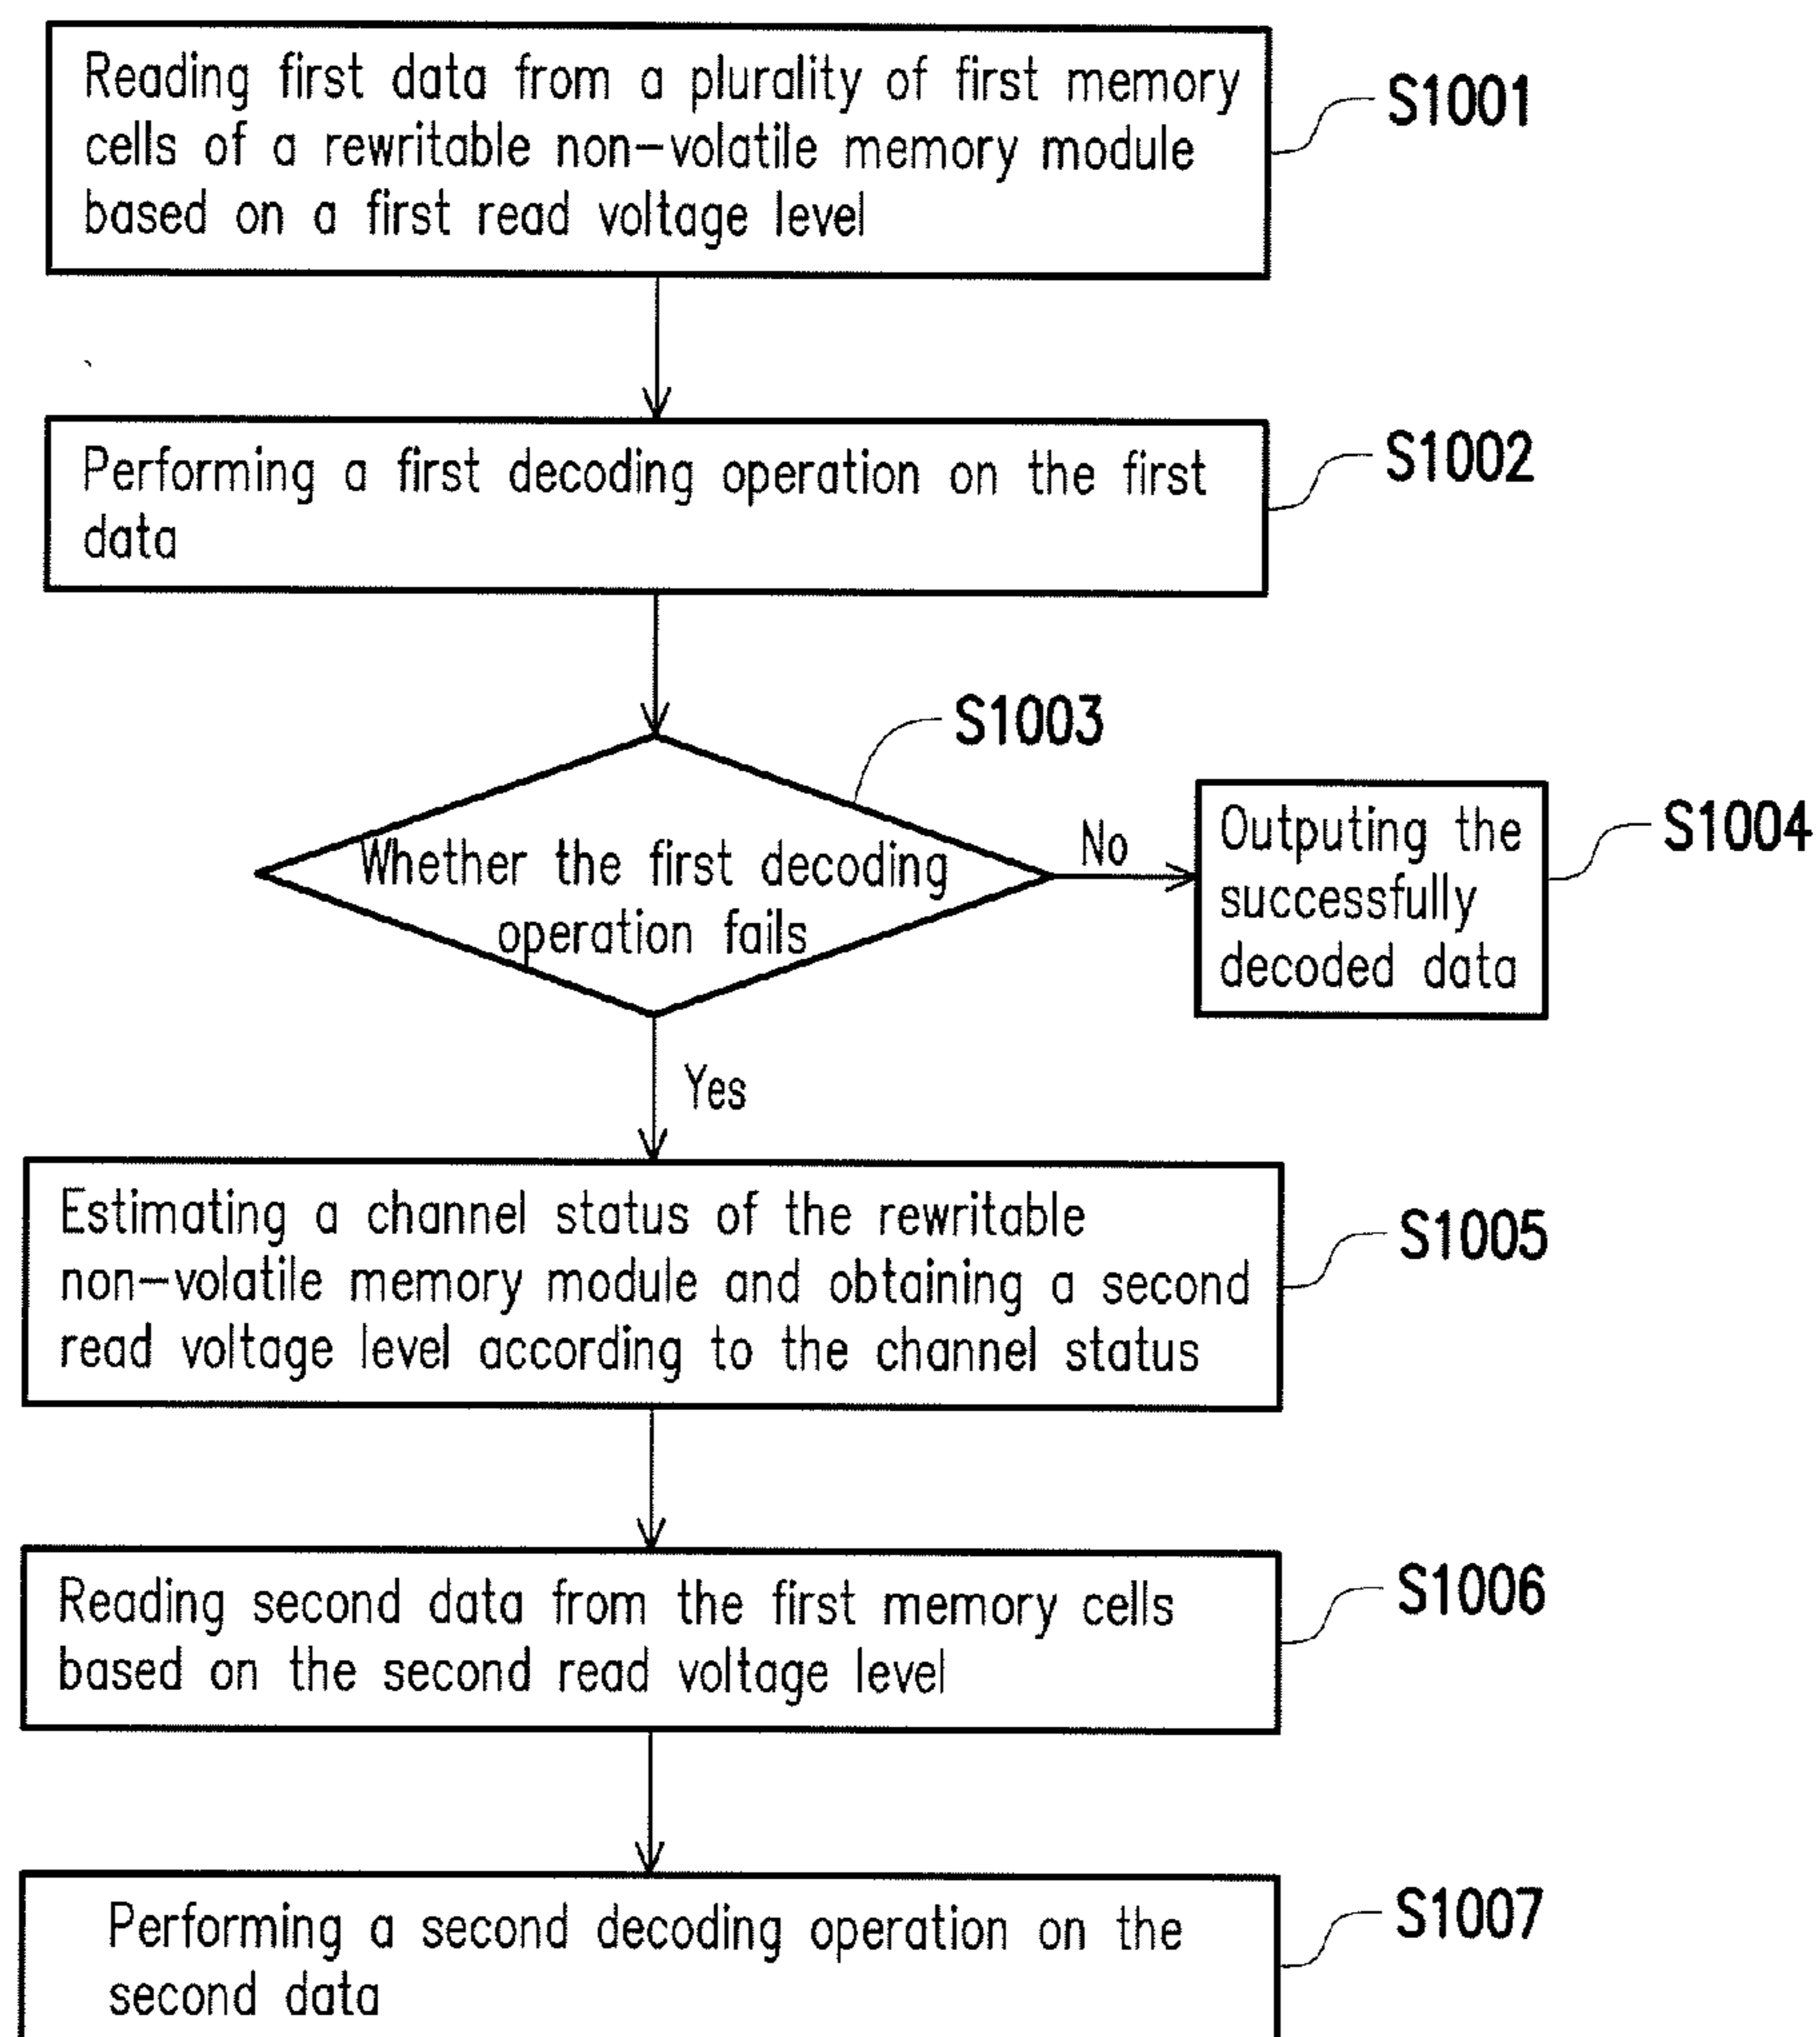 Reading first data from a plurality of first memory
cells of a rewritable non-volatile memory module
based on a first read voltage level
S1001
Performing a first decoding operation on the first
data
S1002
S1003
Whether the first decoding
operation fails
No
Outputing the
successfully
decoded data
S1004
Yes
Estimating a channel status of the rewritable
non-volatile memory module and obtaining a second
read voltage level according to the channel status
S1005
Reading second data from the first memory cells
based on the second read voltage level
S1006
Performing a second decoding operation on the
second data
S1007